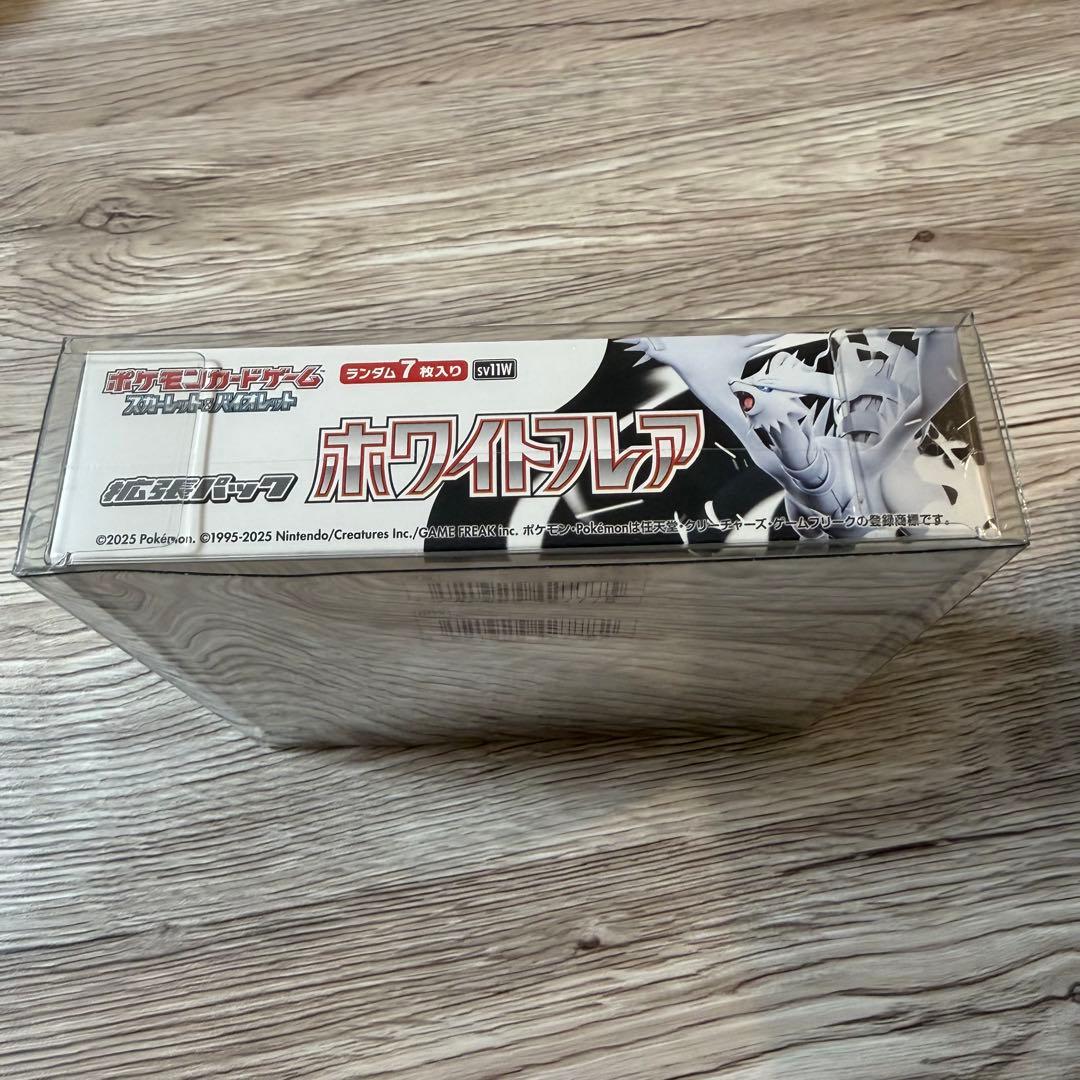 ポケモンカードゲーム
スカーレット&バイオレット
ランダム7枚入り
sv11W
拡張パック
ホワイトフレア
©2025 Pokémon. ©1995-2025 Nintendo/Creatures Inc./GAME FREAK inc. ポケモン・Pokémonは任天堂・クリーチャーズ・ゲームフリークの登録商標です。